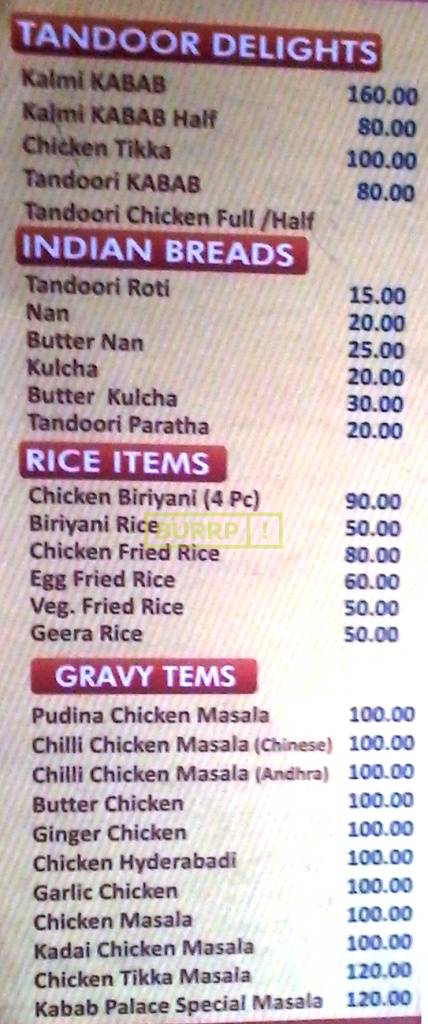 TANDOOR DELIGHTS
Kalmi KABAB 160.00
Kalmi KABAB Half 80.00
Chicken Tikka 100.00
Tandoori KABAB 80.00
Tandoori Chicken Full /Half
INDIAN BREADS
Tandoori Roti 15.00
Nan 20.00
Butter Nan 25.00
Kulcha 20.00
Butter Kulcha 30.00
Tandoori Paratha 20.00
RICE ITEMS
Chicken Biriyani (4 Pc) 90.00
Biriyani Rice 50.00
BURRP!
Chicken Fried Rice 80.00
Egg Fried Rice 60.00
Veg. Fried Rice 50.00
Geera Rice 50.00
GRAVY TEMS
Pudina Chicken Masala 100.00
Chilli Chicken Masala (Chinese) 100.00
Chilli Chicken Masala (Andhra) 100.00
Butter Chicken 100.00
Ginger Chicken 100.00
Chicken Hyderabadi 100.00
Garlic Chicken 100.00
Chicken Masala 100.00
Kadai Chicken Masala 100.00
Chicken Tikka Masala 120.00
Kabab Palace Special Masala 120.00